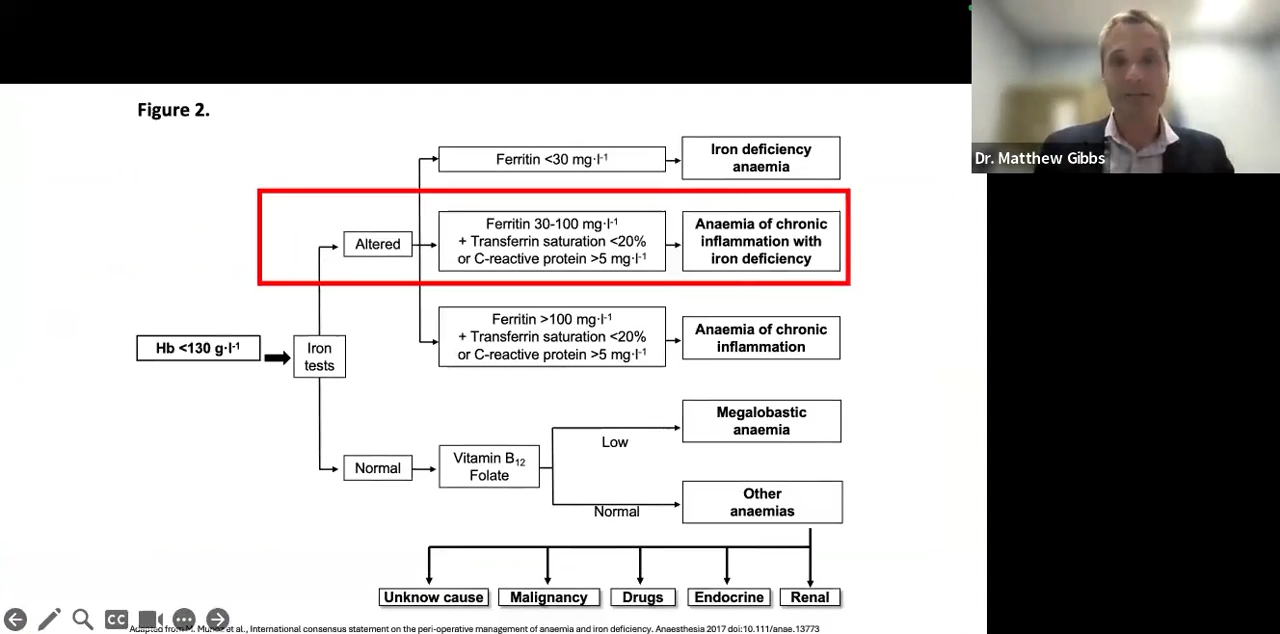 Figure 2.
Ferritin <30 mg·l-1
Iron deficiency
anaemia
Altered
Ferritin 30-100 mg·l-1
+ Transferrin saturation <20%
or C-reactive protein >5 mg·l-1
Anaemia of chronic
inflammation with
iron deficiency
Ferritin >100 mg·l-1
+ Transferrin saturation <20%
or C-reactive protein >5 mg·l-1
Anaemia of chronic
inflammation
Hb <130 g·l-1
Iron
tests
Normal
Vitamin B12
Folate
Low
Megalobastic
anaemia
Normal
Other
anaemias
Unknow cause
Malignancy
Drugs
Endocrine
Renal
CC
Adapted from M. Muñoz et al., International consensus statement on the peri-operative management of anaemia and iron deficiency. Anaesthesia 2017 doi:10.111/anae.13773
Dr. Matthew Gibbs